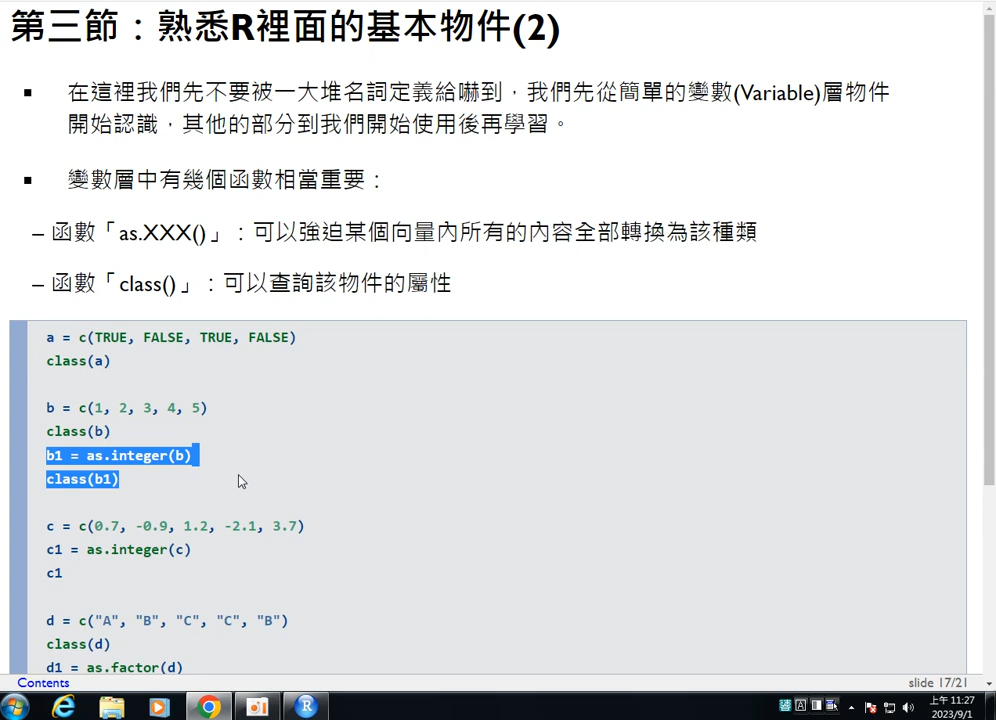 第三節：熟悉R裡面的基本物件(2)
▪ 在這裡我們先不要被一大堆名詞定義給嚇到，我們先從簡單的變數(Variable)層物件
開始認識，其他的部分到我們開始使用後再學習。
▪ 變數層中有幾個函數相當重要：
– 函數「as.XXX()」：可以強迫某個向量內所有的內容全部轉換為該種類
– 函數「class()」：可以查詢該物件的屬性
a = c(TRUE, FALSE, TRUE, FALSE)
class(a)
b = c(1, 2, 3, 4, 5)
class(b)
b1 = as.integer(b)
class(b1)
c = c(0.7, -0.9, 1.2, -2.1, 3.7)
c1 = as.integer(c)
c1
d = c("A", "B", "C", "C", "B")
class(d)
d1 = as.factor(d)
Contents
slide 17/21
上午 11:27
2023/9/1